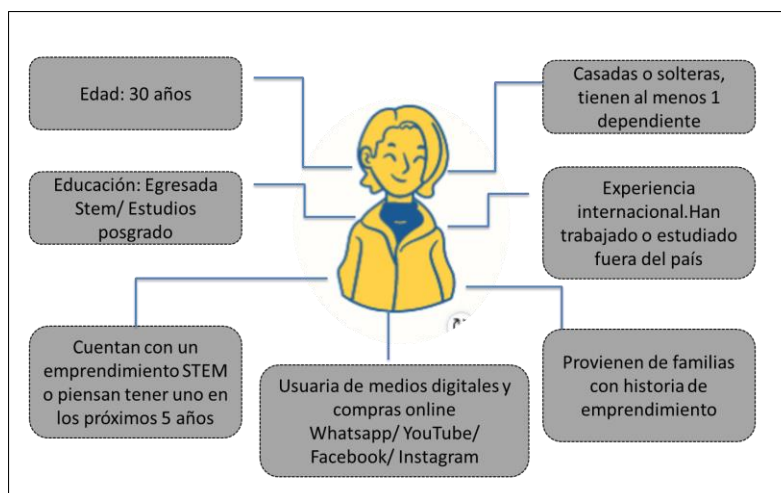 Edad: 30 años
Casadas o solteras,
tienen al menos 1
dependiente
Educación: Egresada
Stem/ Estudios
posgrado
Experiencia
internacional.Han
trabajado o estudiado
fuera del país
Cuentan con un
emprendimiento STEM
o piensan tener uno en
los próximos 5 años
Usuaria de medios digitales y
compras online
Whatsapp/ YouTube/
Facebook/ Instagram
Provienen de familias
con historia de
emprendimiento